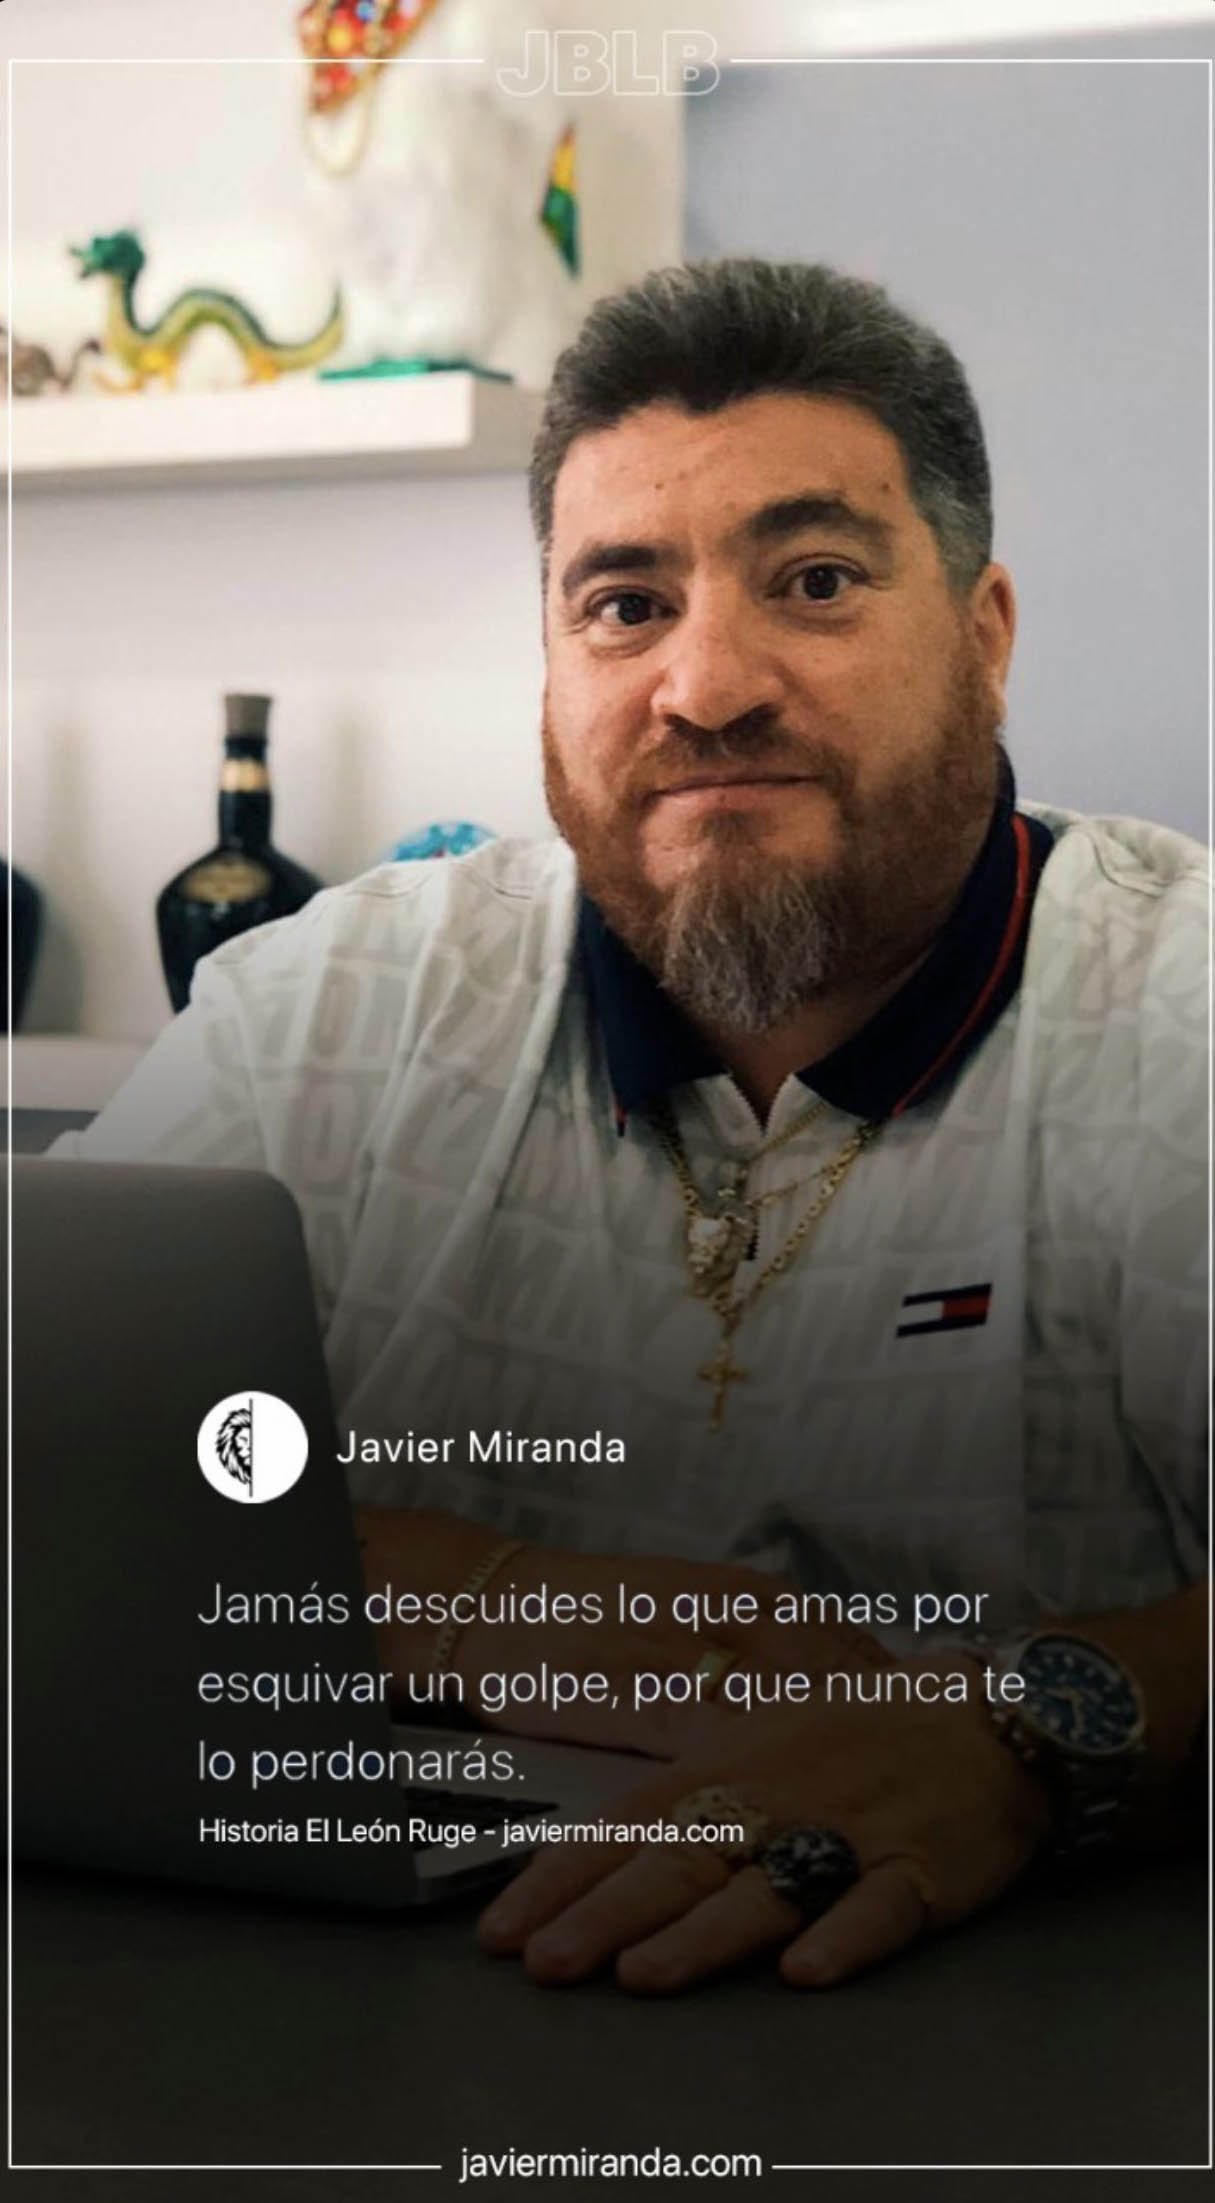 JBLB
Javier Miranda
Jamás descuides lo que amas por
esquivar un golpe, por que nunca te
lo perdonarás.
Historia El León Ruge - javiermiranda.com
javiermiranda.com